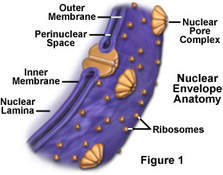 Outer
Membrane
Perinuclear
Space
Inner
Membrane
Nuclear
Lamina
Nuclear
Pore
Complex
Nuclear
Envelope
Anatomy
Ribosomes
Figure 1